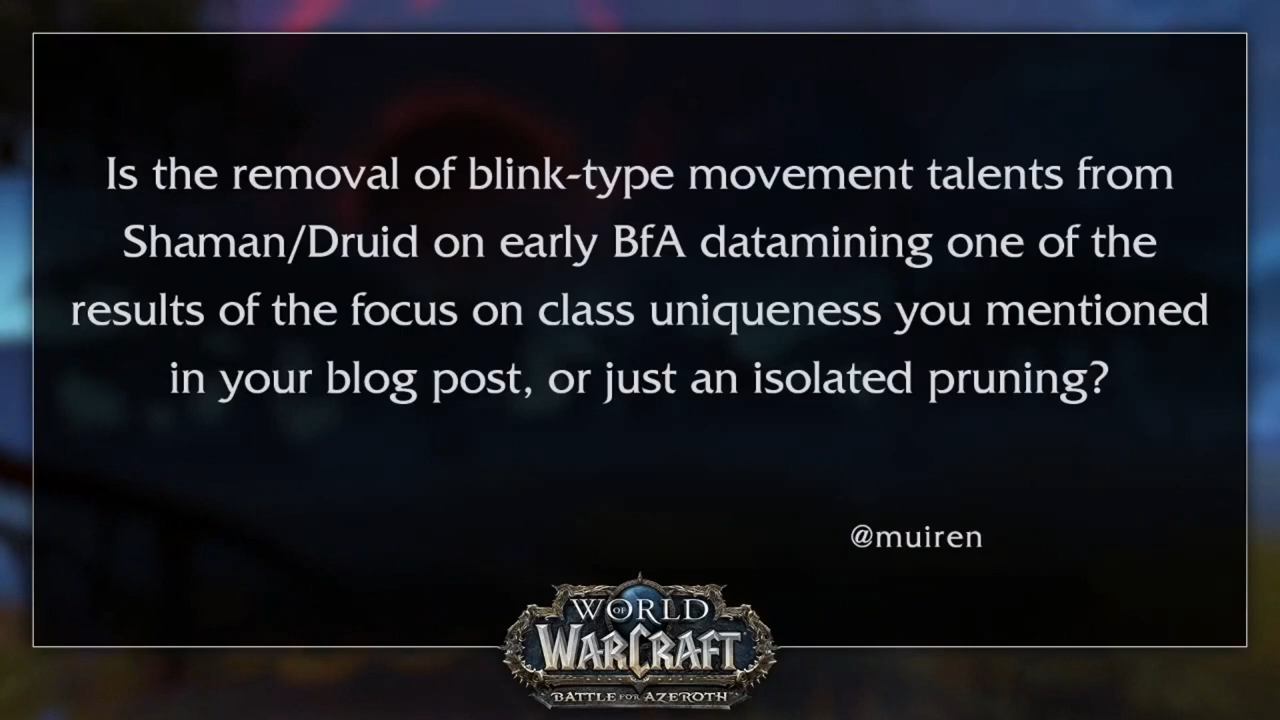 Is the removal of blink-type movement talents from
Shaman/Druid on early BfA datamining one of the
results of the focus on class uniqueness you mentioned
in your blog post, or just an isolated pruning?
@muiren
WORLD
OF
WARCRAFT
BATTLE FOR AZEROTH